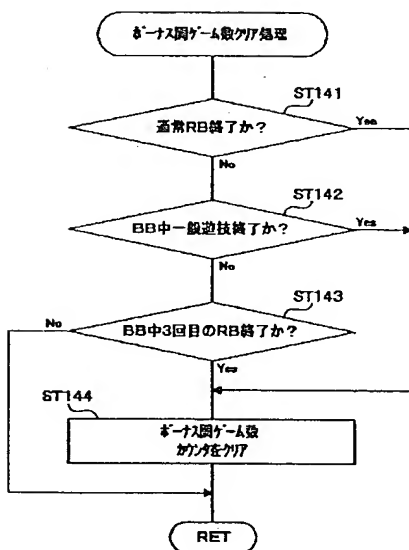 ボーナス間ゲーム数クリア処理
ST141
通常RB終了か?
Yes
No
ST142
BB中一般遊技終了か?
Yes
No
ST143
No
BB中3回目のRB終了か?
Yes
ST144
ボーナス間ゲーム数
カウンタをクリア
RET